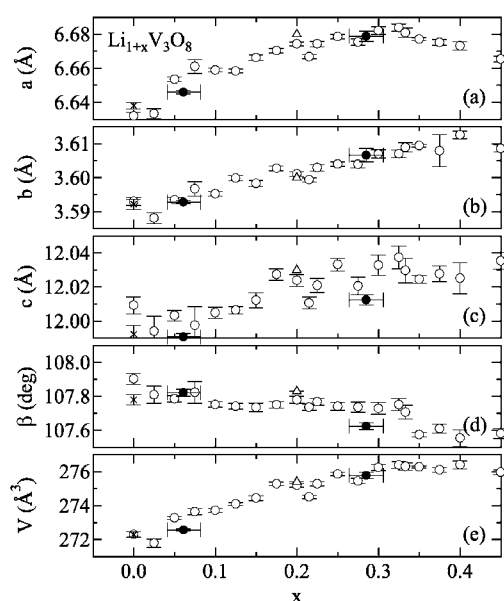 Li1+xV3O8
a (Å)
6.68
6.66
6.64
(a)
b (Å)
3.61
3.60
3.59
(b)
c (Å)
12.04
12.02
12.00
(c)
β (deg)
108.0
107.8
107.6
(d)
V (Å3)
276
274
272
(e)
0.0 0.1 0.2 0.3 0.4
x